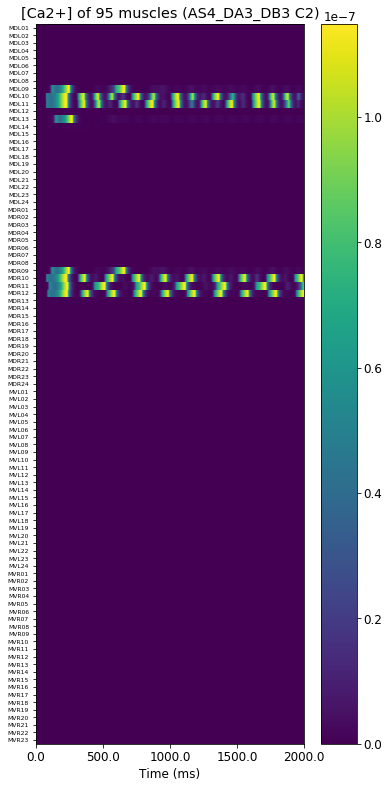 [Ca2+] of 95 muscles (AS4_DA3_DB3 C2)
1e−7
MDL01
MDL02
MDL03
MDL04
MDL05
MDL06
MDL07
MDL08
MDL09
MDL10
MDL11
MDL12
MDL13
MDL14
MDL15
MDL16
MDL17
MDL18
MDL19
MDL20
MDL21
MDL22
MDL23
MDL24
MDR01
MDR02
MDR03
MDR04
MDR05
MDR06
MDR07
MDR08
MDR09
MDR10
MDR11
MDR12
MDR13
MDR14
MDR15
MDR16
MDR17
MDR18
MDR19
MDR20
MDR21
MDR22
MDR23
MDR24
MVL01
MVL02
MVL03
MVL04
MVL05
MVL06
MVL07
MVL08
MVL09
MVL10
MVL11
MVL12
MVL13
MVL14
MVL15
MVL16
MVL17
MVL18
MVL19
MVL20
MVL21
MVL22
MVL23
MVL24
MVR01
MVR02
MVR03
MVR04
MVR05
MVR06
MVR07
MVR08
MVR09
MVR10
MVR11
MVR12
MVR13
MVR14
MVR15
MVR16
MVR17
MVR18
MVR19
MVR20
MVR21
MVR22
MVR23
0.0 500.0 1000.0 1500.0 2000.0
Time (ms)
1.0
0.8
0.6
0.4
0.2
0.0